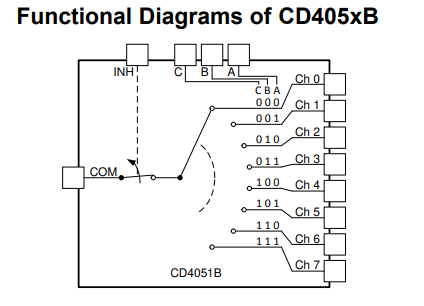 Functional Diagrams of CD405xB
INH C B A
C B A
Ch 0
0 0 0
Ch 1
0 0 1
Ch 2
0 1 0
Ch 3
0 1 1
COM
Ch 4
1 0 0
Ch 5
1 0 1
Ch 6
1 1 0
Ch 7
1 1 1
CD4051B